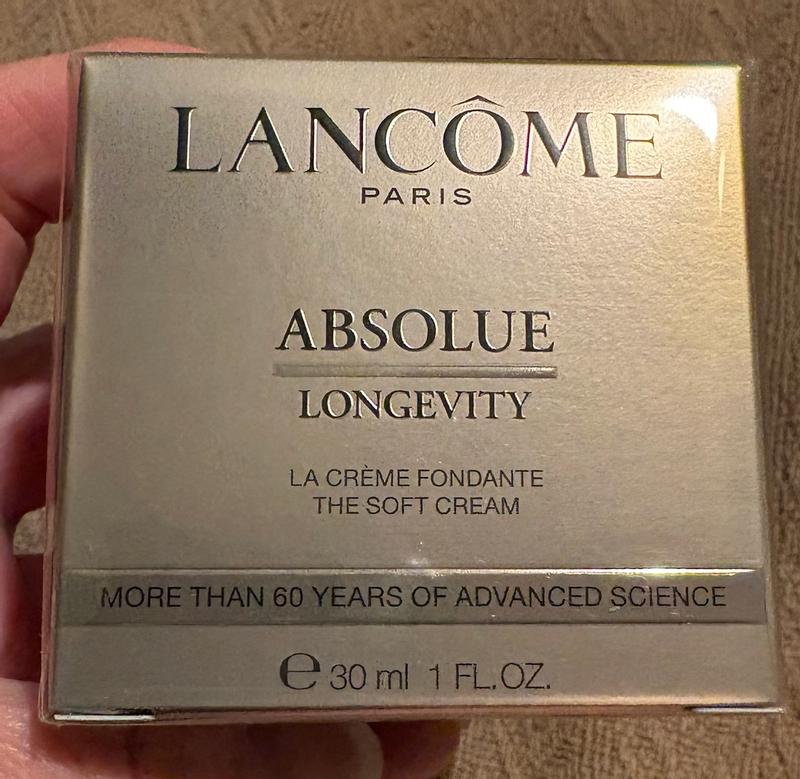 LANCÔME
PARIS
ABSOLUE
LONGEVITY
LA CRÈME FONDANTE
THE SOFT CREAM
MORE THAN 60 YEARS OF ADVANCED SCIENCE
℮ 30 ml 1 FL.OZ.